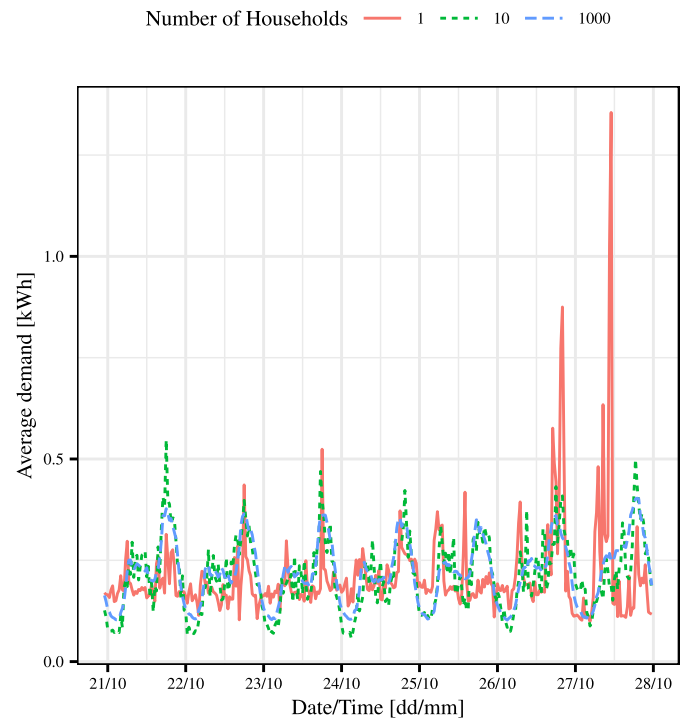 Number of Households 1 10 1000
Average demand [kWh]
1.0
0.5
0.0
21/10 22/10 23/10 24/10 25/10 26/10 27/10 28/10
Date/Time [dd/mm]